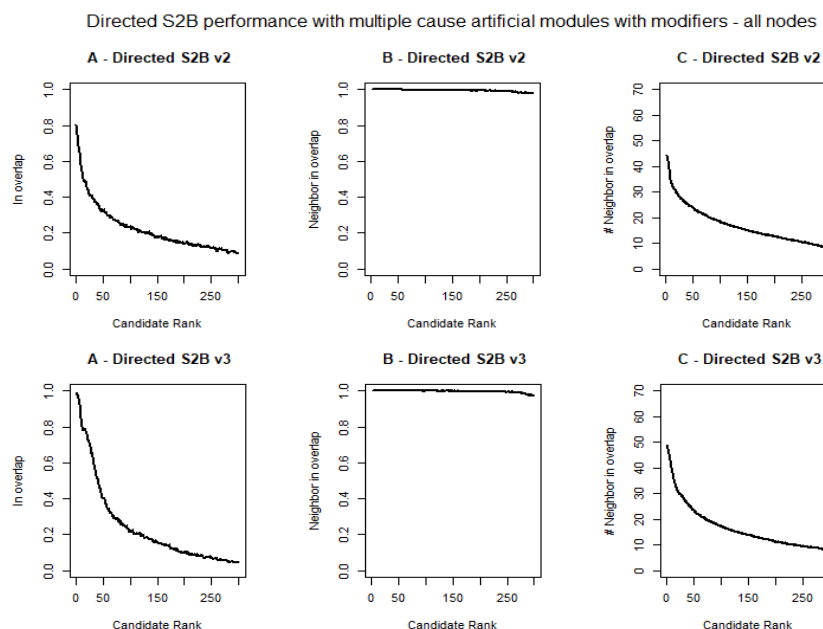 Directed S2B performance with multiple cause artificial modules with modifiers - all nodes
A - Directed S2B v2
B - Directed S2B v2
C - Directed S2B v2
In overlap
0.0 0.2 0.4 0.6 0.8 1.0
0 50 150 250
Candidate Rank
Neighbor in overlap
0.0 0.2 0.4 0.6 0.8 1.0
0 50 150 250
Candidate Rank
# Neighbor in overlap
0 10 20 30 40 50 60 70
0 50 150 250
Candidate Rank
A - Directed S2B v3
B - Directed S2B v3
C - Directed S2B v3
In overlap
0.0 0.2 0.4 0.6 0.8 1.0
0 50 150 250
Candidate Rank
Neighbor in overlap
0.0 0.2 0.4 0.6 0.8 1.0
0 50 150 250
Candidate Rank
# Neighbor in overlap
0 10 20 30 40 50 60 70
0 50 150 250
Candidate Rank